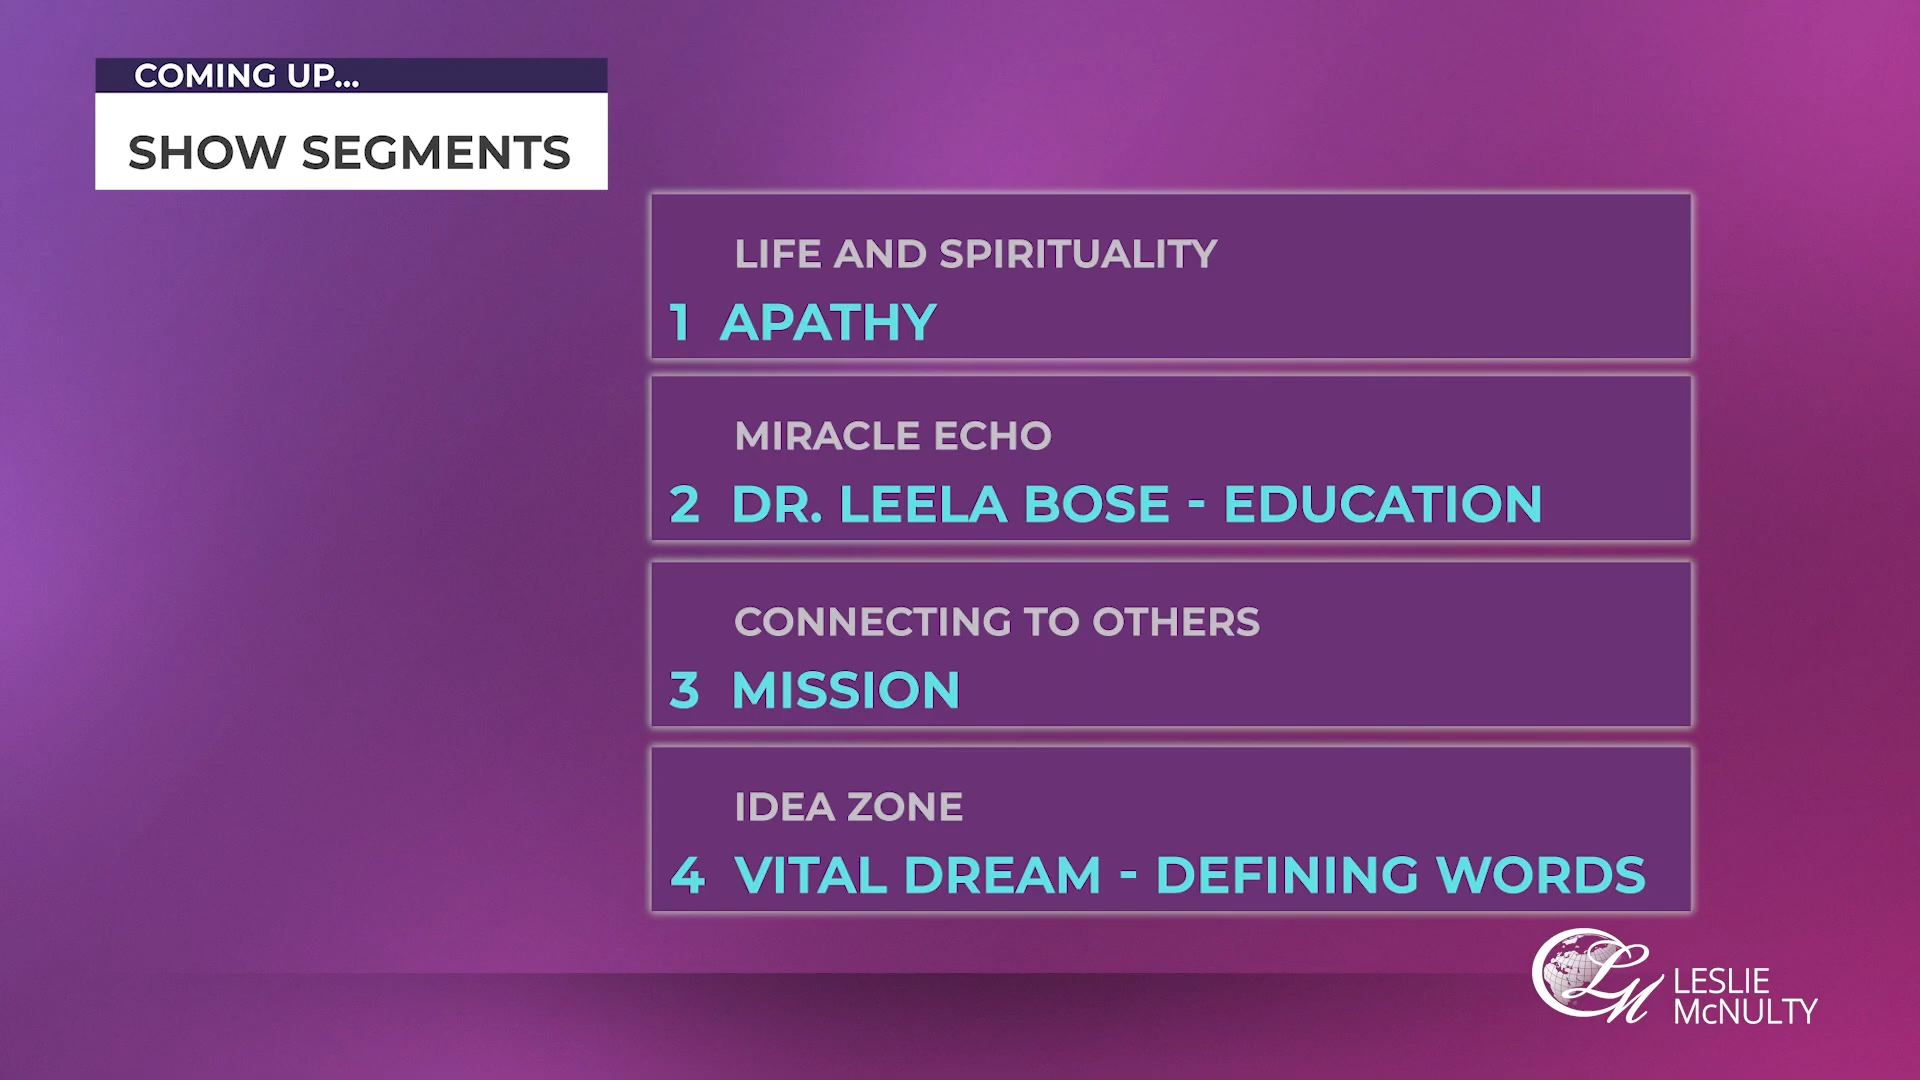 COMING UP...
SHOW SEGMENTS
LIFE AND SPIRITUALITY
1 APATHY
MIRACLE ECHO
2 DR. LEELA BOSE - EDUCATION
CONNECTING TO OTHERS
3 MISSION
IDEA ZONE
4 VITAL DREAM - DEFINING WORDS
LM
LESLIE
McNULTY